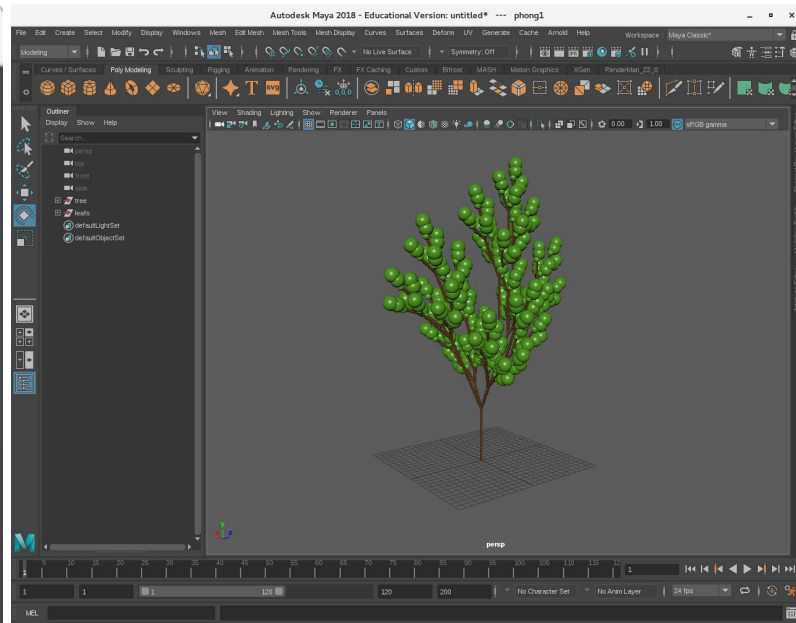 Autodesk Maya 2018 - Educational Version: untitled* --- phong1
File Edit Create Select Modify Display Windows Mesh Edit Mesh Mesh Tools Mesh Display Curves Surfaces Deform UV Generate Cache Arnold Help Workspace : Maya Classic*
Modeling No Live Surface Symmetry: Off
Curves / Surfaces Poly Modeling Sculpting Rigging Animation Rendering FX FX Caching Custom Bifrost MASH Motion Graphics XGen RenderMan_22_0
T SVG 0,0,0
Outliner
Display Show Help
View Shading Lighting Show Renderer Panels
0.00 1.00 sRGB gamma
Search...
persp
top
front
side
tree
leafs
defaultLightSet
defaultObjectSet
y
z
persp
5 10 15 20 25 30 35 40 45 50 55 60 65 70 75 80 85 90 95 100 105 110 115 12
1
1
1 1 1 120 120 200 No Character Set No Anim Layer 24 fps
MEL